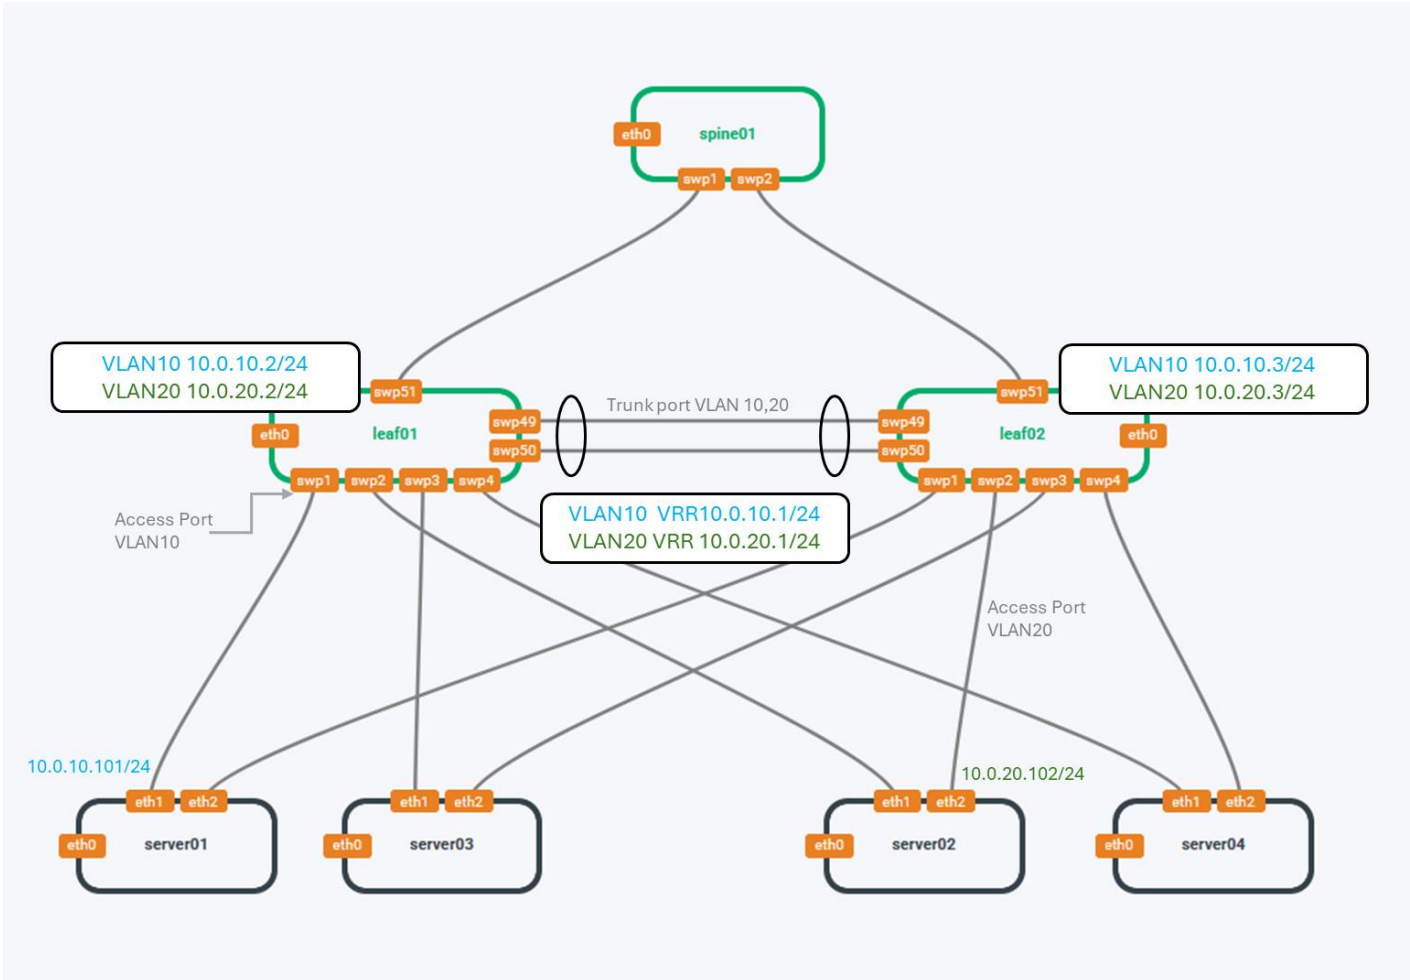 spine01
eth0
swp1
swp2
VLAN10 10.0.10.2/24
VLAN20 10.0.20.2/24
VLAN10 10.0.10.3/24
VLAN20 10.0.20.3/24
swp51
swp51
Trunk port VLAN 10,20
swp49
swp49
leaf01
leaf02
eth0
eth0
swp50
swp50
swp1
swp2
swp3
swp4
swp1
swp2
swp3
swp4
Access Port
VLAN10
VLAN10  VRR10.0.10.1/24
VLAN20 VRR 10.0.20.1/24
Access Port
VLAN20
10.0.10.101/24
10.0.20.102/24
eth1
eth2
eth1
eth2
eth1
eth2
eth1
eth2
eth0
server01
eth0
server03
eth0
server02
eth0
server04